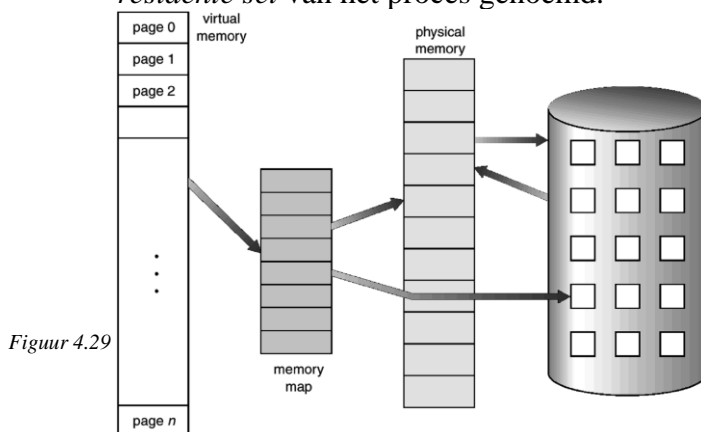 residente set van het proces genoemd.
page 0
virtual
memory
page 1
page 2
page n
physical
memory
memory
map
Figuur 4.29